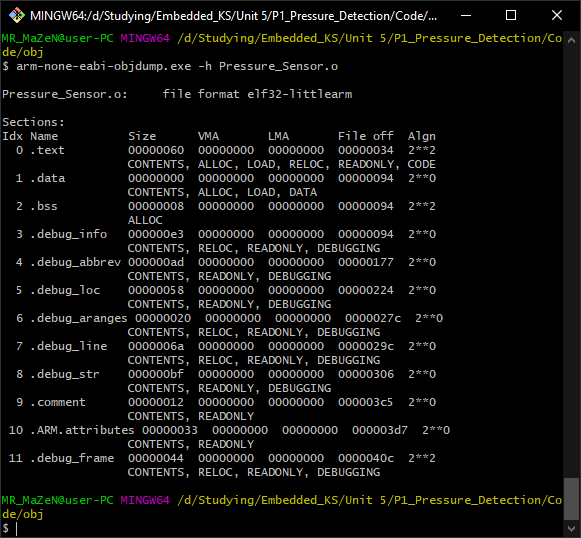 MINGW64:/d/Studying/Embedded_KS/Unit 5/P1_Pressure_Detection/Code/...
MR_MaZeN@user-PC MINGW64 /d/Studying/Embedded_KS/Unit 5/P1_Pressure_Detection/Co
de/obj
$ arm-none-eabi-objdump.exe -h Pressure_Sensor.o

Pressure_Sensor.o:     file format elf32-littlearm

Sections:
Idx Name          Size      VMA       LMA       File off  Algn
  0 .text         00000060  00000000  00000000  00000034  2**2
                  CONTENTS, ALLOC, LOAD, RELOC, READONLY, CODE
  1 .data         00000000  00000000  00000000  00000094  2**0
                  CONTENTS, ALLOC, LOAD, DATA
  2 .bss          00000008  00000000  00000000  00000094  2**2
                  ALLOC
  3 .debug_info   000000e3  00000000  00000000  00000094  2**0
                  CONTENTS, RELOC, READONLY, DEBUGGING
  4 .debug_abbrev 000000ad  00000000  00000000  00000177  2**0
                  CONTENTS, READONLY, DEBUGGING
  5 .debug_loc    00000058  00000000  00000000  00000224  2**0
                  CONTENTS, READONLY, DEBUGGING
  6 .debug_aranges 00000020  00000000  00000000  0000027c  2**0
                  CONTENTS, RELOC, READONLY, DEBUGGING
  7 .debug_line   0000006a  00000000  00000000  0000029c  2**0
                  CONTENTS, RELOC, READONLY, DEBUGGING
  8 .debug_str    000000bf  00000000  00000000  00000306  2**0
                  CONTENTS, READONLY, DEBUGGING
  9 .comment      00000012  00000000  00000000  000003c5  2**0
                  CONTENTS, READONLY
 10 .ARM.attributes 00000033  00000000  00000000  000003d7  2**0
                  CONTENTS, READONLY
 11 .debug_frame  00000044  00000000  00000000  0000040c  2**2
                  CONTENTS, RELOC, READONLY, DEBUGGING

MR_MaZeN@user-PC MINGW64 /d/Studying/Embedded_KS/Unit 5/P1_Pressure_Detection/Co
de/obj
$